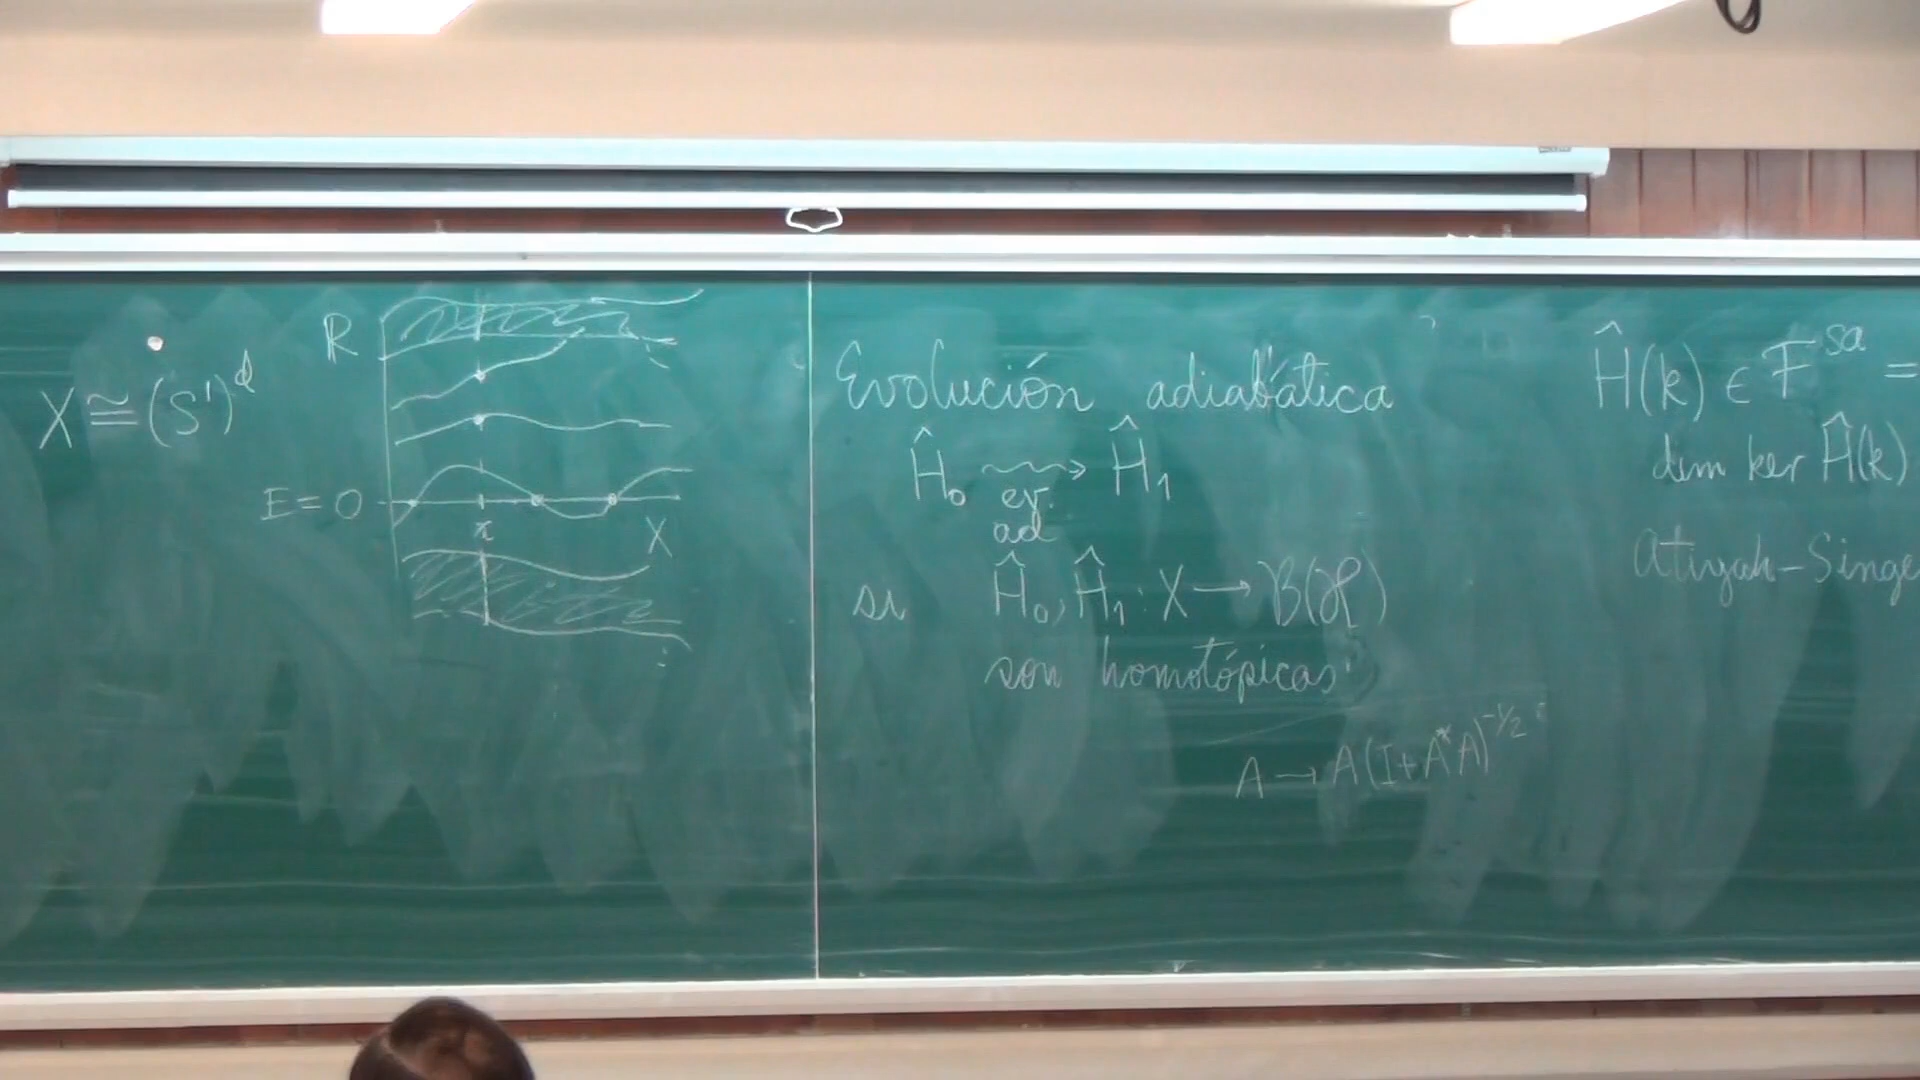 X ≅ (S¹)ᵈ
R
E = 0
x
X
Evolución adiabática
Ĥ₀ ⇝ Ĥ₁
ev.
ad
si Ĥ₀, Ĥ₁ : X → B(ℋ)
son homotópicas
A → A(I+A*A)^{-1/2}
Ĥ(k) ∈ F^{sa} =
dim ker Ĥ(k)
Atiyah-Singe